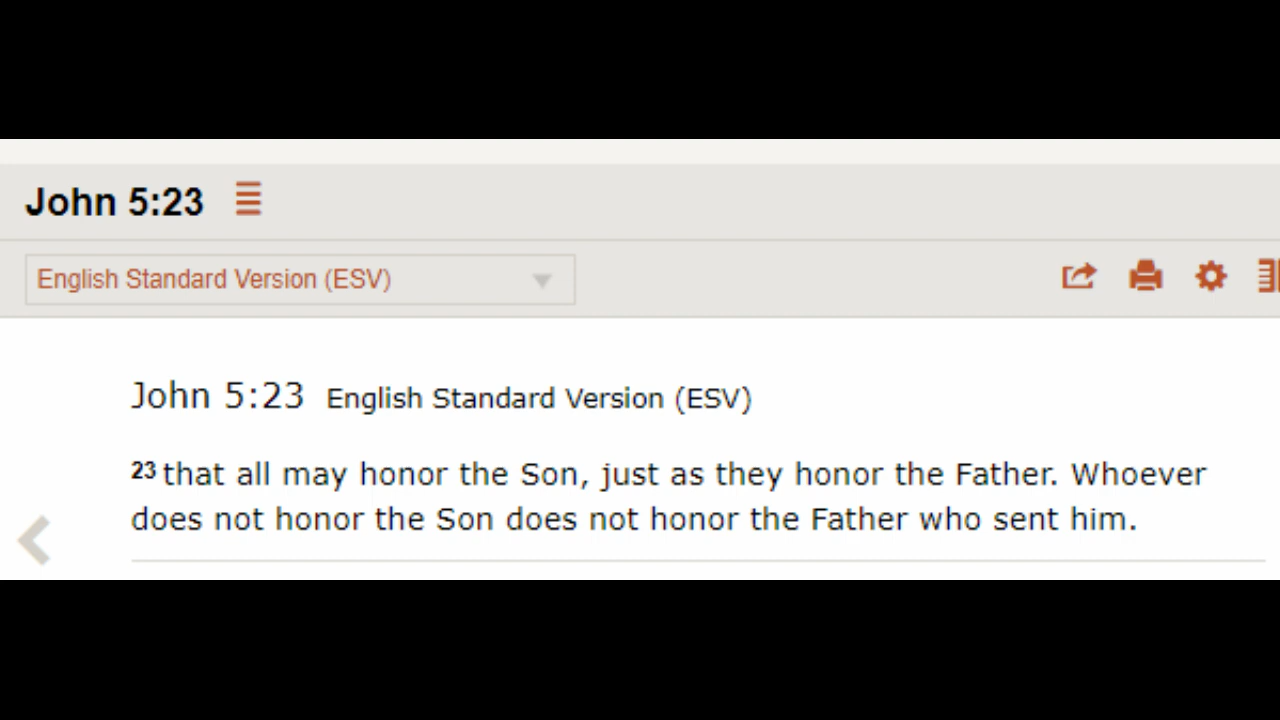 John 5:23
English Standard Version (ESV)
John 5:23 English Standard Version (ESV)
23 that all may honor the Son, just as they honor the Father. Whoever
does not honor the Son does not honor the Father who sent him.